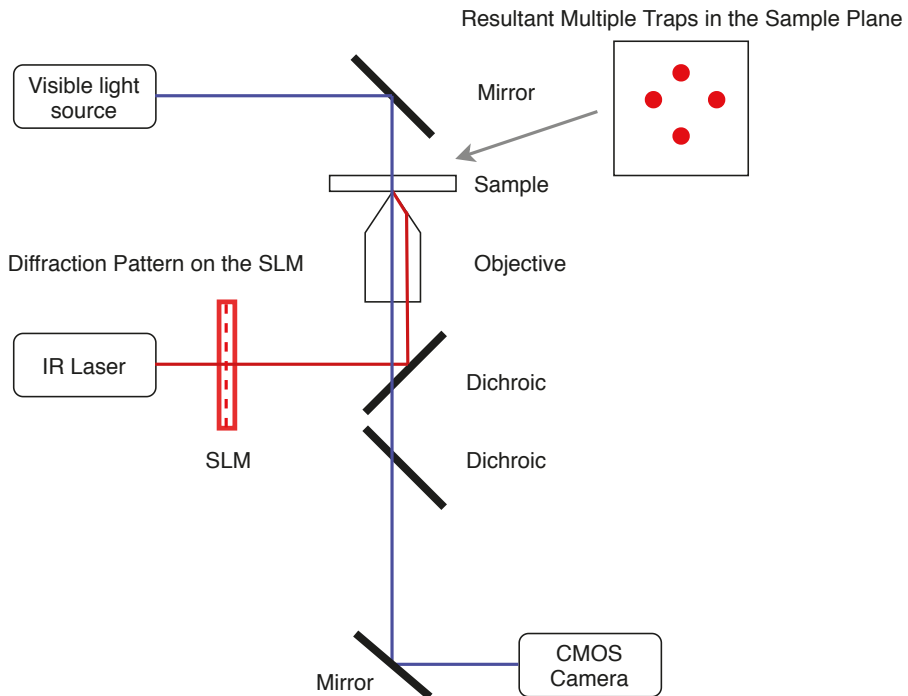 Resultant Multiple Traps in the Sample Plane
Visible light
source
Mirror
Sample
Diffraction Pattern on the SLM
Objective
IR Laser
Dichroic
SLM
Dichroic
CMOS
Camera
Mirror